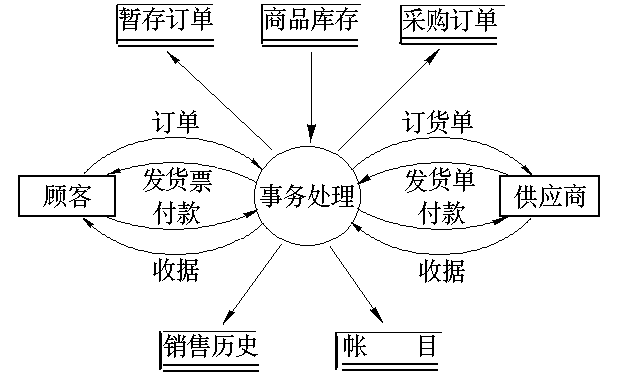 暂存订单
商品库存
采购订单
订单
订货单
发货票
发货单
顾客
事务处理
供应商
付款
付款
收据
收据
销售历史
帐 目